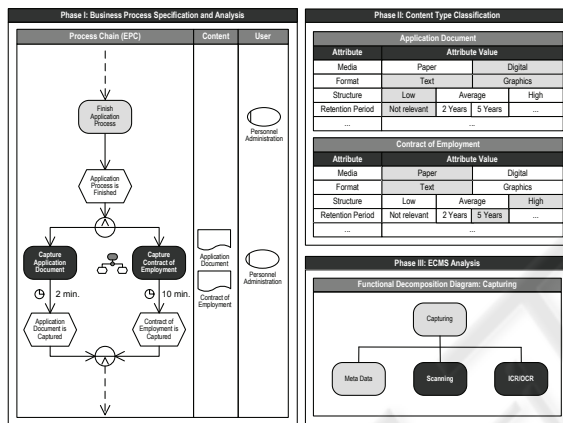 Phase I: Business Process Specification and Analysis
Process Chain (EPC)
Content
User
Finish
Application
Process
Personnel
Administration
Application
Process is
Finished
Capture
Application
Document
Capture
Contract of
Employment
Application
Document
Contract of
Employment
Personnel
Administration
2 min.
10 min.
Application
Document is
Captured
Contract of
Employment is
Captured
Phase II: Content Type Classification
Application Document
Attribute Attribute Value
Media Paper Digital
Format Text Graphics
Structure Low Average High
Retention Period Not relevant 2 Years 5 Years ...
... ...
Contract of Employment
Attribute Attribute Value
Media Paper Digital
Format Text Graphics
Structure Low Average High
Retention Period Not relevant 2 Years 5 Years ...
... ...
Phase III: ECMS Analysis
Functional Decomposition Diagram: Capturing
Capturing
Meta Data
Scanning
ICR/OCR